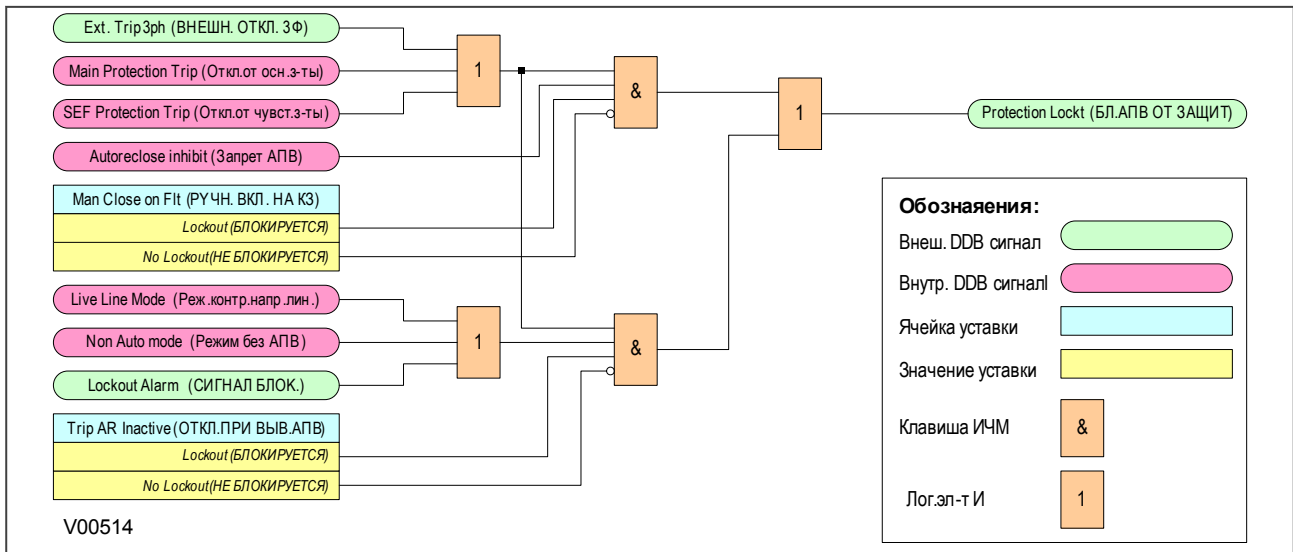 Ext. Trip3ph (ВНЕШН. ОТКЛ. 3Ф)
Main Protection Trip (Откл.от осн.з-ты)
SEF Protection Trip (Откл.от чувст.з-ты)
Autoreclose inhibit (Запрет АПВ)
Man Close on Flt (РУЧН. ВКЛ. НА КЗ)
Lockout (БЛОКИРУЕТСЯ)
No Lockout(НЕ БЛОКИРУЕТСЯ)
Live Line Mode (Реж.контр.напр.лин.)
Non Auto mode (Режим без АПВ)
Lockout Alarm (СИГНАЛ БЛОК.)
Trip AR Inactive (ОТКЛ.ПРИ ВЫВ.АПВ)
Lockout (БЛОКИРУЕТСЯ)
No Lockout(НЕ БЛОКИРУЕТСЯ)
V00514
1
1
&
&
1
Protection Lockt (БЛ.АПВ ОТ ЗАЩИТ)
Обознаяения:
Внеш. DDB сигнал
Внутр. DDB сигналl
Ячейка уставки
Значение уставки
Клавиша ИЧМ
&
Лог.эл-т И
1